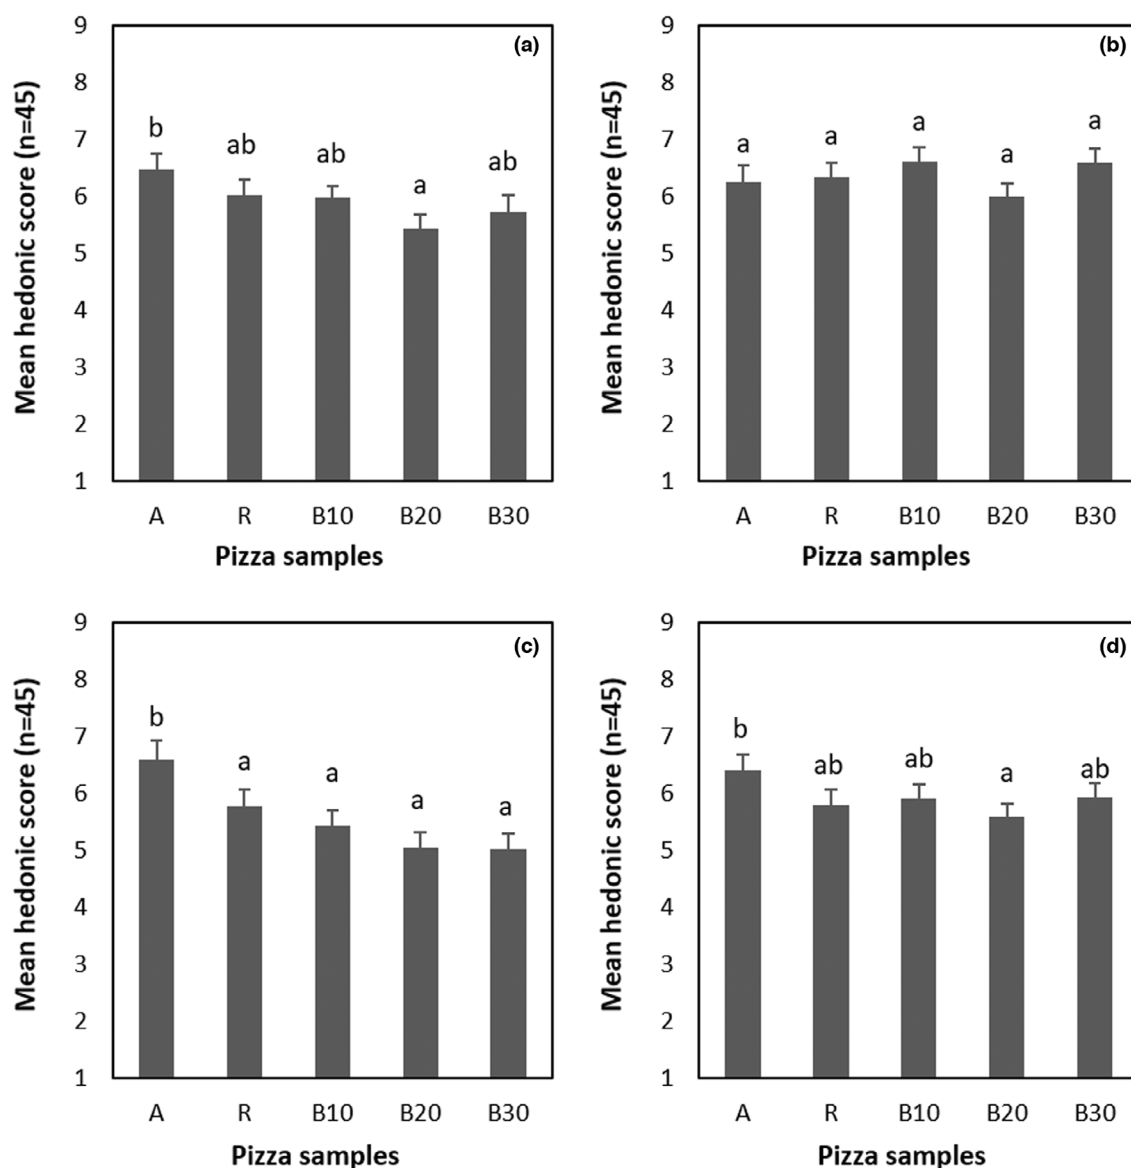 (a)
Mean hedonic score (n=45)
9
8
7
6
5
4
3
2
1
b
ab
ab
a
ab
A R B10 B20 B30
Pizza samples
(b)
Mean hedonic score (n=45)
9
8
7
6
5
4
3
2
1
a
a
a
a
a
A R B10 B20 B30
Pizza samples
(c)
Mean hedonic score (n=45)
9
8
7
6
5
4
3
2
1
b
a
a
a
a
A R B10 B20 B30
Pizza samples
(d)
Mean hedonic score (n=45)
9
8
7
6
5
4
3
2
1
b
ab
ab
a
ab
A R B10 B20 B30
Pizza samples